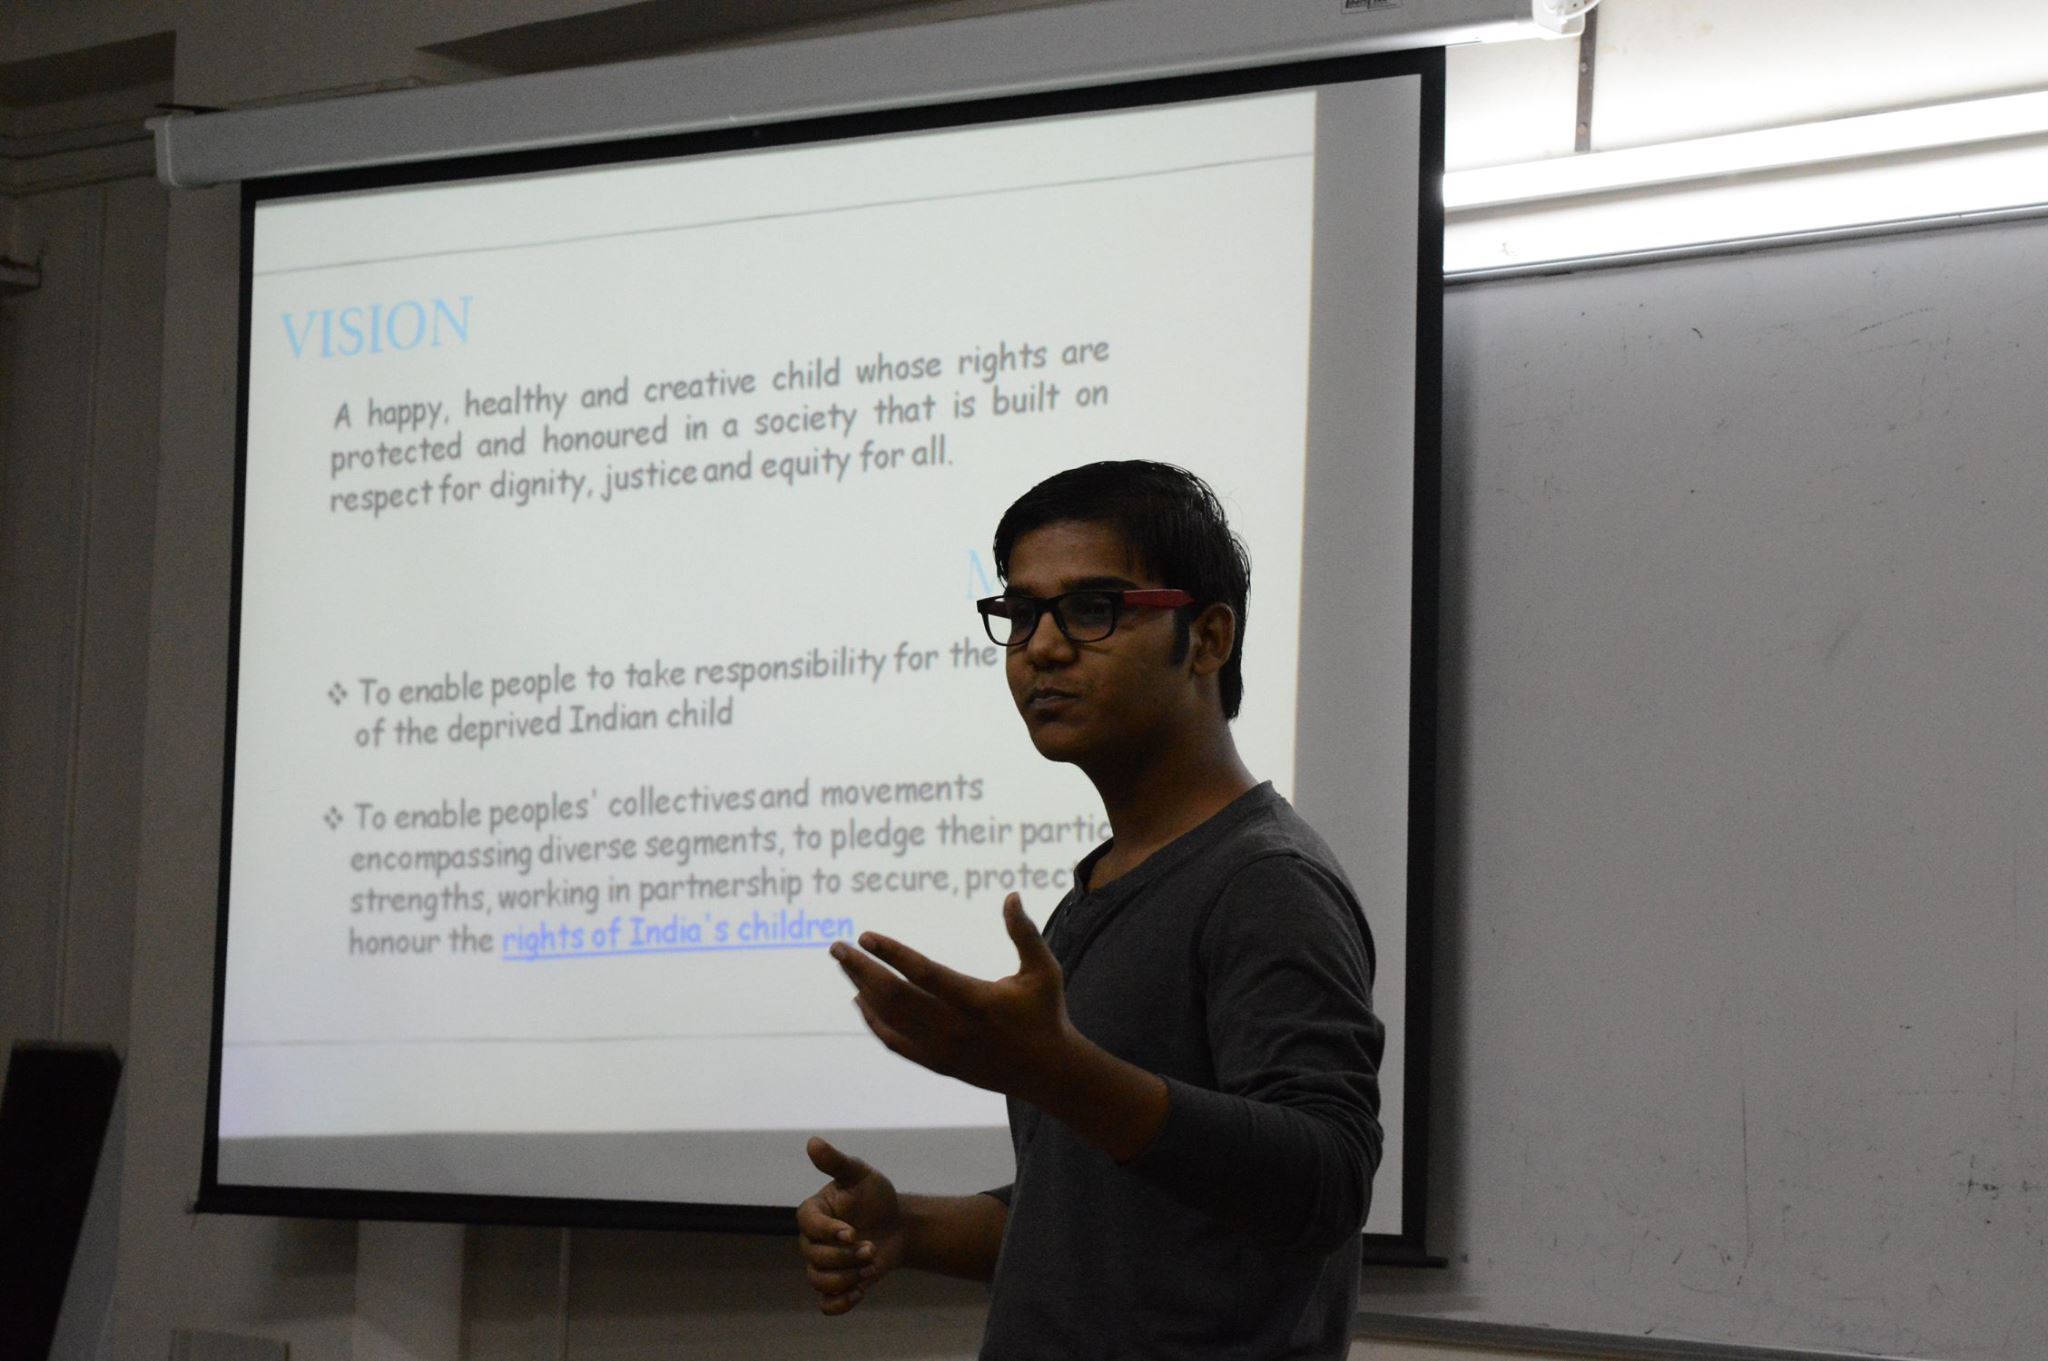 VISION
A happy, healthy and creative child whose rights are
protected and honoured in a society that is built on
respect for dignity, justice and equity for all.
M
To enable people to take responsibility for the
of the deprived Indian child
To enable peoples' collectives and movements
encompassing diverse segments, to pledge their partic
strengths, working in partnership to secure, protect
honour the rights of India's children